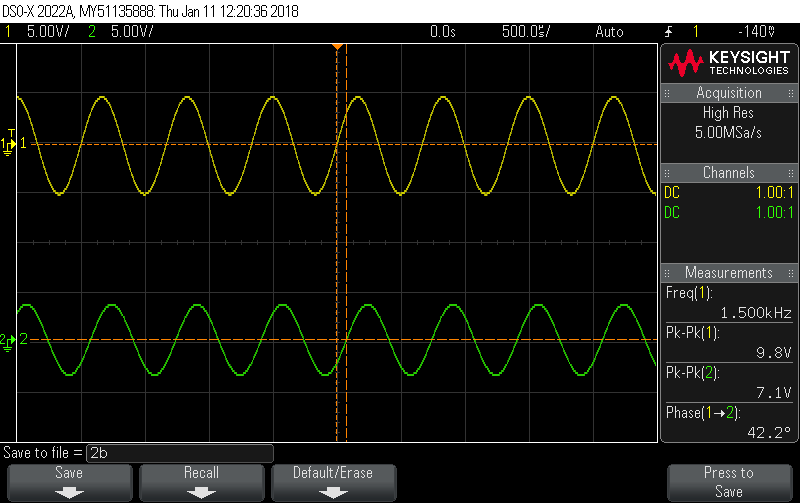 DSO-X 2022A, MY51135888: Thu Jan 11 12:20:36 2018
1 5.00V/ 2 5.00V/ 0.0s 500.0µs/ Auto 1 -140mV
KEYSIGHT
TECHNOLOGIES
Acquisition
High Res
5.00MSa/s
Channels
DC 1.00:1
DC 1.00:1
Measurements
Freq(1):
1.500kHz
Pk-Pk(1):
9.8V
Pk-Pk(2):
7.1V
Phase(1→2):
42.2°
T
1 1
2 2
Save to file = 2b
Save Recall Default/Erase Press to
Save